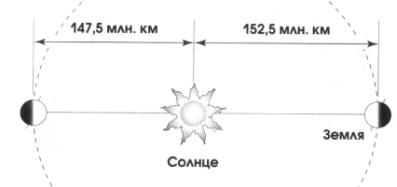 147,5 млн. км
152,5 млн. км
Земля
Солнце